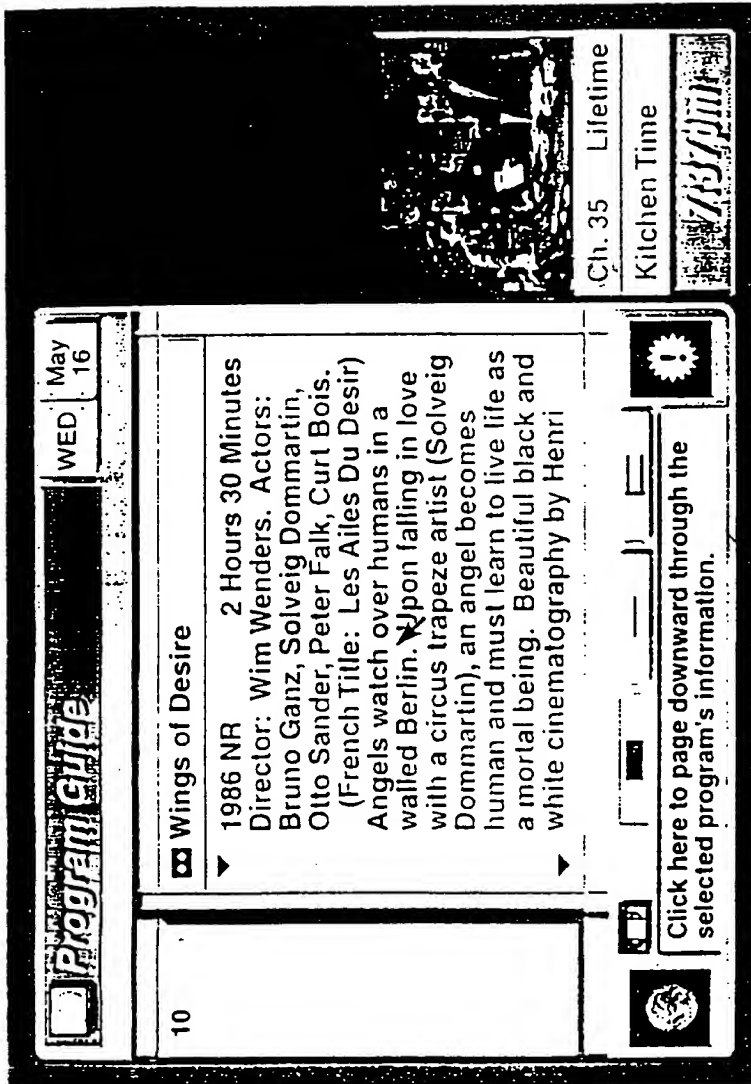 Program Guide
WED May 16
10
Wings of Desire
1986 NR 2 Hours 30 Minutes
Director: Wim Wenders. Actors:
Bruno Ganz, Solveig Dommartin,
Otto Sander, Peter Falk, Curt Bois.
(French Title: Les Ailes Du Desir)
Angels watch over humans in a
walled Berlin. Upon falling in love
with a circus trapeze artist (Solveig
Dommartin), an angel becomes
human and must learn to live life as
a mortal being. Beautiful black and
white cinematography by Henri
Click here to page downward through the
selected program's information.
!
Ch. 35 Lifetime
Kitchen Time
7:37pm